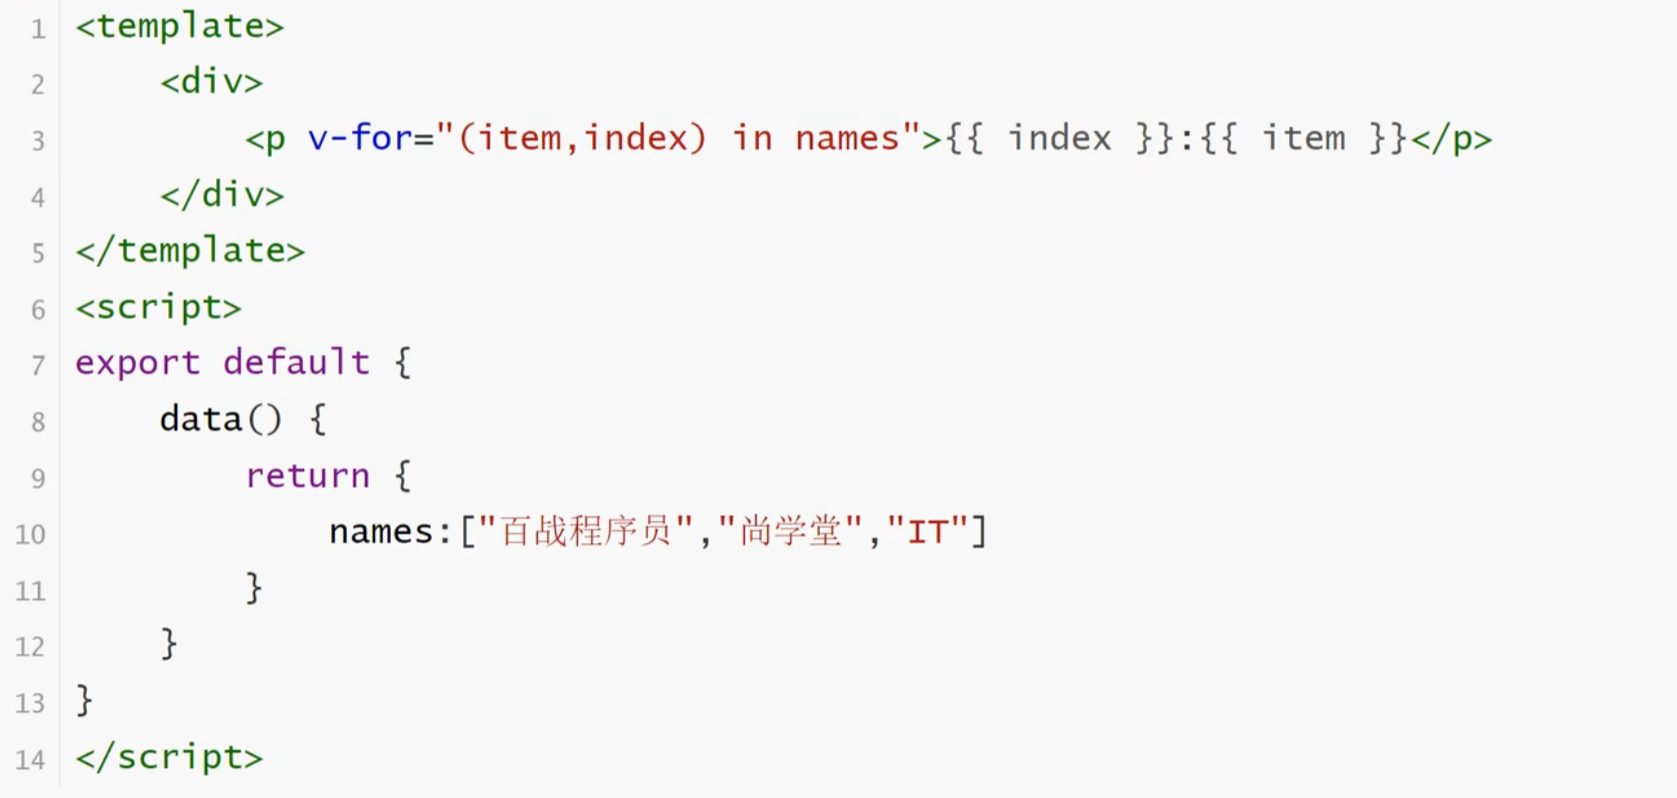 1 <template>
2     <div>
3         <p v-for="(item,index) in names">{{ index }}:{{ item }}</p>
4     </div>
5 </template>
6 <script>
7 export default {
8     data() {
9         return {
10             names:["百战程序员","尚学堂","IT"]
11         }
12     }
13 }
14 </script>